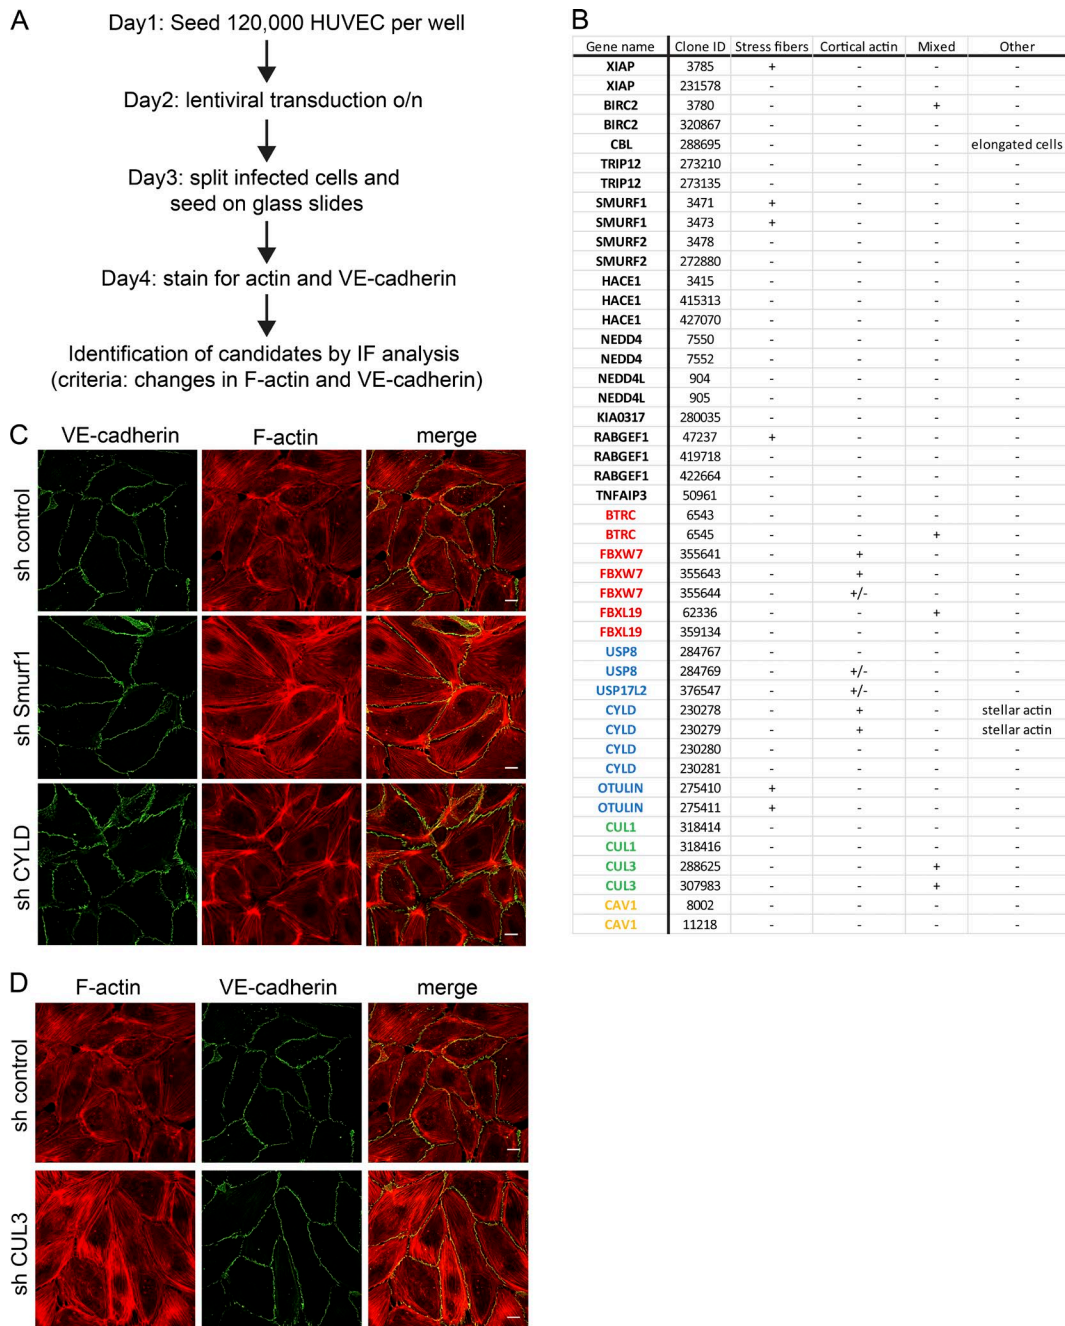 A
Day1: Seed 120,000 HUVEC per well
Day2: lentiviral transduction o/n
Day3: split infected cells and
seed on glass slides
Day4: stain for actin and VE-cadherin
Identification of candidates by IF analysis
(criteria: changes in F-actin and VE-cadherin)
B
Gene name Clone ID Stress fibers Cortical actin Mixed Other
XIAP 3785 + - - -
XIAP 231578 - - - -
BIRC2 3780 - - + -
BIRC2 320867 - - - -
CBL 288695 - - - elongated cells
TRIP12 273210 - - - -
TRIP12 273135 - - - -
SMURF1 3471 + - - -
SMURF1 3473 + - - -
SMURF2 3478 - - - -
SMURF2 272880 - - - -
HACE1 3415 - - - -
HACE1 415313 - - - -
HACE1 427070 - - - -
NEDD4 7550 - - - -
NEDD4 7552 - - - -
NEDD4L 904 - - - -
NEDD4L 905 - - - -
KIA0317 280035 - - - -
RABGEF1 47237 + - - -
RABGEF1 419718 - - - -
RABGEF1 422664 - - - -
TNFAIP3 50961 - - - -
BTRC 6543 - - - -
BTRC 6545 - - + -
FBXW7 355641 - + - -
FBXW7 355643 - + - -
FBXW7 355644 - +/- - -
FBXL19 62336 - - + -
FBXL19 359134 - - - -
USP8 284767 - - - -
USP8 284769 - +/- - -
USP17L2 376547 - +/- - -
CYLD 230278 - + - stellar actin
CYLD 230279 - + - stellar actin
CYLD 230280 - - - -
CYLD 230281 - - - -
OTULIN 275410 + - - -
OTULIN 275411 + - - -
CUL1 318414 - - - -
CUL1 318416 - - - -
CUL3 288625 - - + -
CUL3 307983 - - + -
CAV1 8002 - - - -
CAV1 11218 - - - -
C
VE-cadherin F-actin merge
sh control
sh Smurf1
sh CYLD
D
F-actin VE-cadherin merge
sh control
sh CUL3